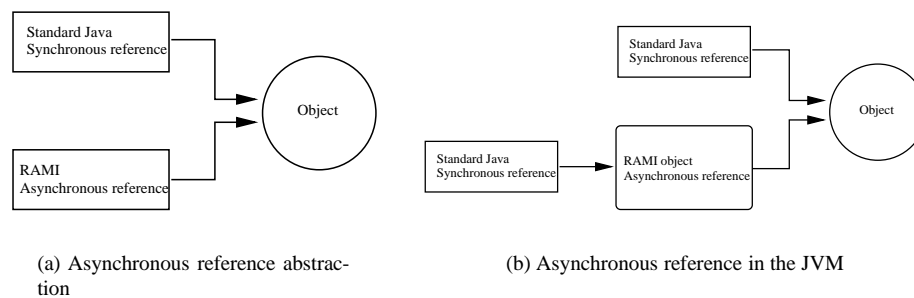 Standard Java
Synchronous reference
Object
RAMI
Asynchronous reference
(a) Asynchronous reference abstrac-
tion
Standard Java
Synchronous reference
Object
Standard Java
Synchronous reference
RAMI object
Asynchronous reference
(b) Asynchronous reference in the JVM